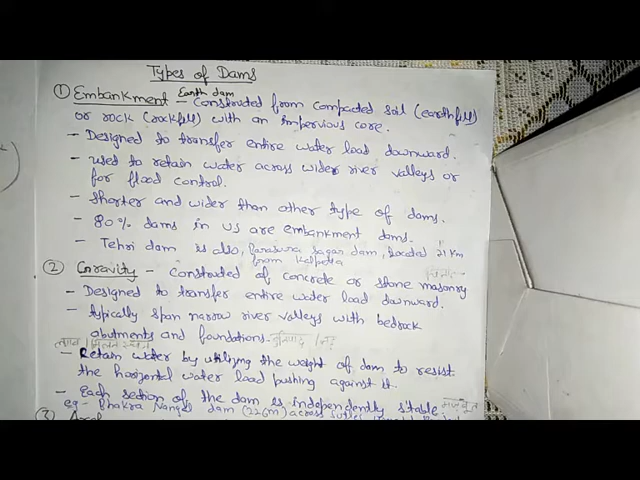 Types of Dams
① Embankment Earth dam - Constructed from compacted soil (earthfill)
or rock (rockfill) with an impervious core.
- Designed to transfer entire water load downward.
- used to retain water across wider river valleys or
for flood control.
- Shorter and wider than other type of dams.
- 80% dams in US are embankment dams.
- Tehri dam is also, Banasura Sagar dam, located 21 Km
from Kalpetta
② Gravity - Constructed of concrete or stone masonry
- Designed to transfer entire water load downward.
- typically span narrow river valleys with bedrock
abutments and foundations.
- Retain water by utilizing the weight of dam to resist
the horizontal water load pushing against it.
- Each section of the dam is independently stable मजबूत
eg - Bhakra Nangal dam (226m) across
③